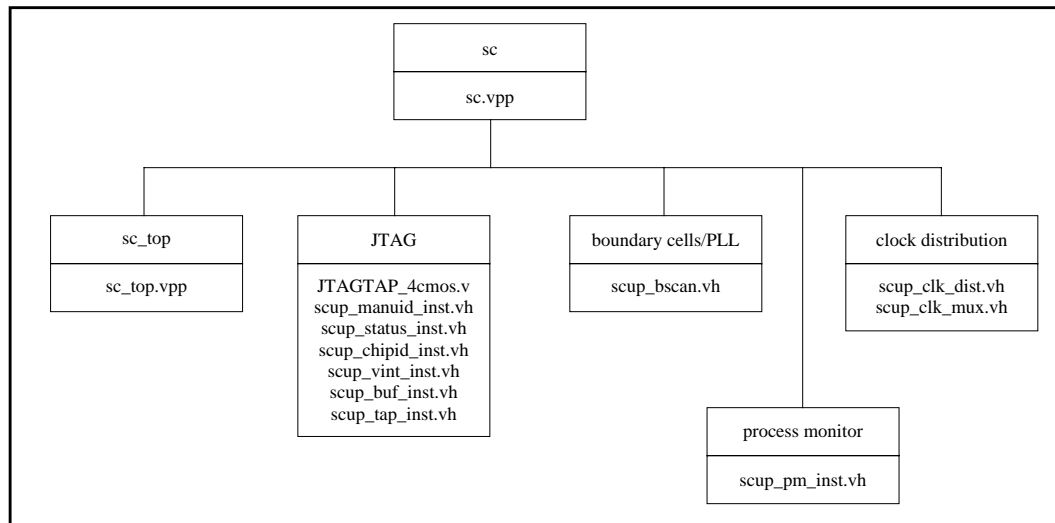 sc
sc.vpp
sc_top
sc_top.vpp
JTAG
JTAGTAP_4cmos.v
scup_manuid_inst.vh
scup_status_inst.vh
scup_chipid_inst.vh
scup_vint_inst.vh
scup_buf_inst.vh
scup_tap_inst.vh
boundary cells/PLL
scup_bscan.vh
clock distribution
scup_clk_dist.vh
scup_clk_mux.vh
process monitor
scup_pm_inst.vh